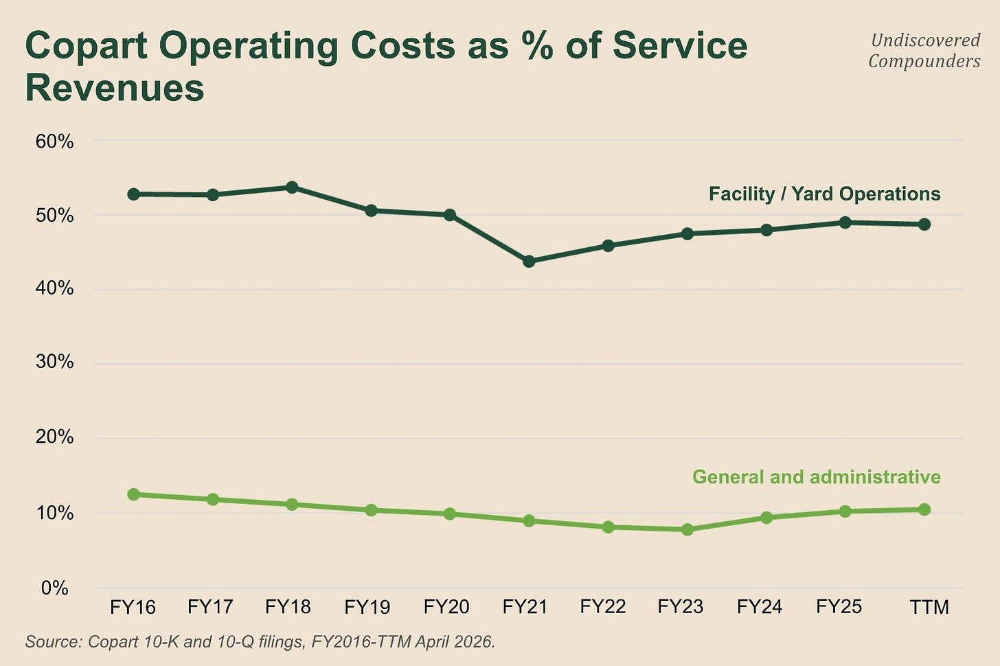 Copart Operating Costs as % of Service
Revenues
Undiscovered
Compounders
60%
50%
40%
30%
20%
10%
0%
Facility / Yard Operations
General and administrative
FY16 FY17 FY18 FY19 FY20 FY21 FY22 FY23 FY24 FY25 TTM
Source: Copart 10-K and 10-Q filings, FY2016-TTM April 2026.